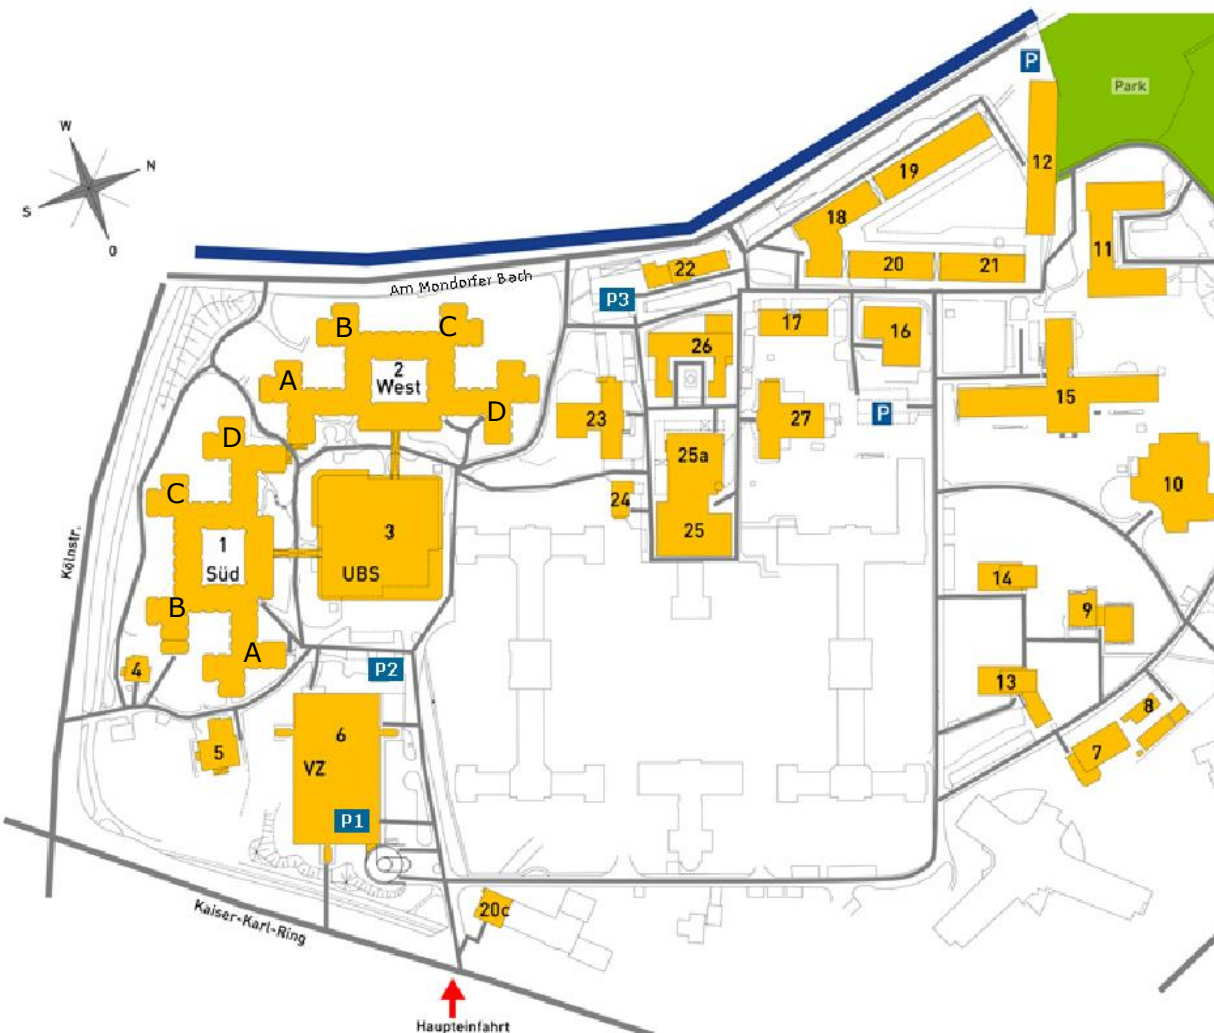 P
Park
W
N
S
O
12
19
18
11
22
20
21
Am Mondorfer Bach
P3
B
C
17
16
26
2
West
A
D
15
23
27
P
D
25a
C
10
24
25
3
1
Süd
UBS
Kölnstr.
14
B
9
A
4
P2
13
8
5
6
7
VZ
P1
Kaiser-Karl-Ring
20c
Haupteinfahrt